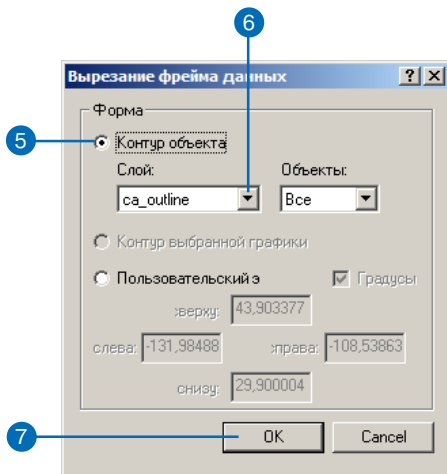 6
Вырезание фрейма данных
Форма
5
Контур объекта
Слой: Объекты:
ca_outline Все
Контур выбранной графики
Пользовательский э Градусы
зверху: 43,903377
слева: -131,98488 справа: -108,53863
снизу: 29,900004
7
OK Cancel